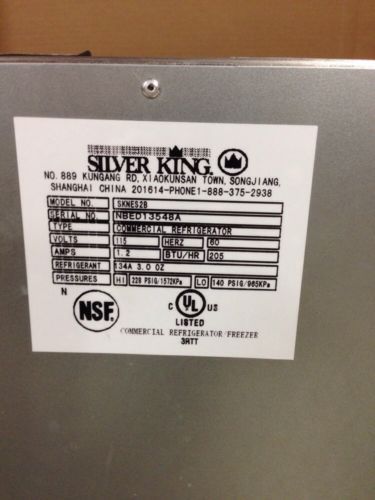 SILVER KING
NO. 889 KUNGANG RD, XIAOKUNSAN TOWN, SONGJIANG,
SHANGHAI CHINA 201614-PHONE1-888-375-2938
MODEL NO. SKNES2B
SERIAL NO. NBED13548A
TYPE COMMERCIAL REFRIGERATOR
VOLTS 115 HERZ 60
AMPS 1.2 BTU/HR 205
REFRIGERANT 134A 3.0 OZ
PRESSURES HI 228 PSIG/1572KPa LO 140 PSIG/965KPa
N
NSF
C UL US
LISTED
COMMERCIAL REFRIGERATOR/FREEZER
3RTT